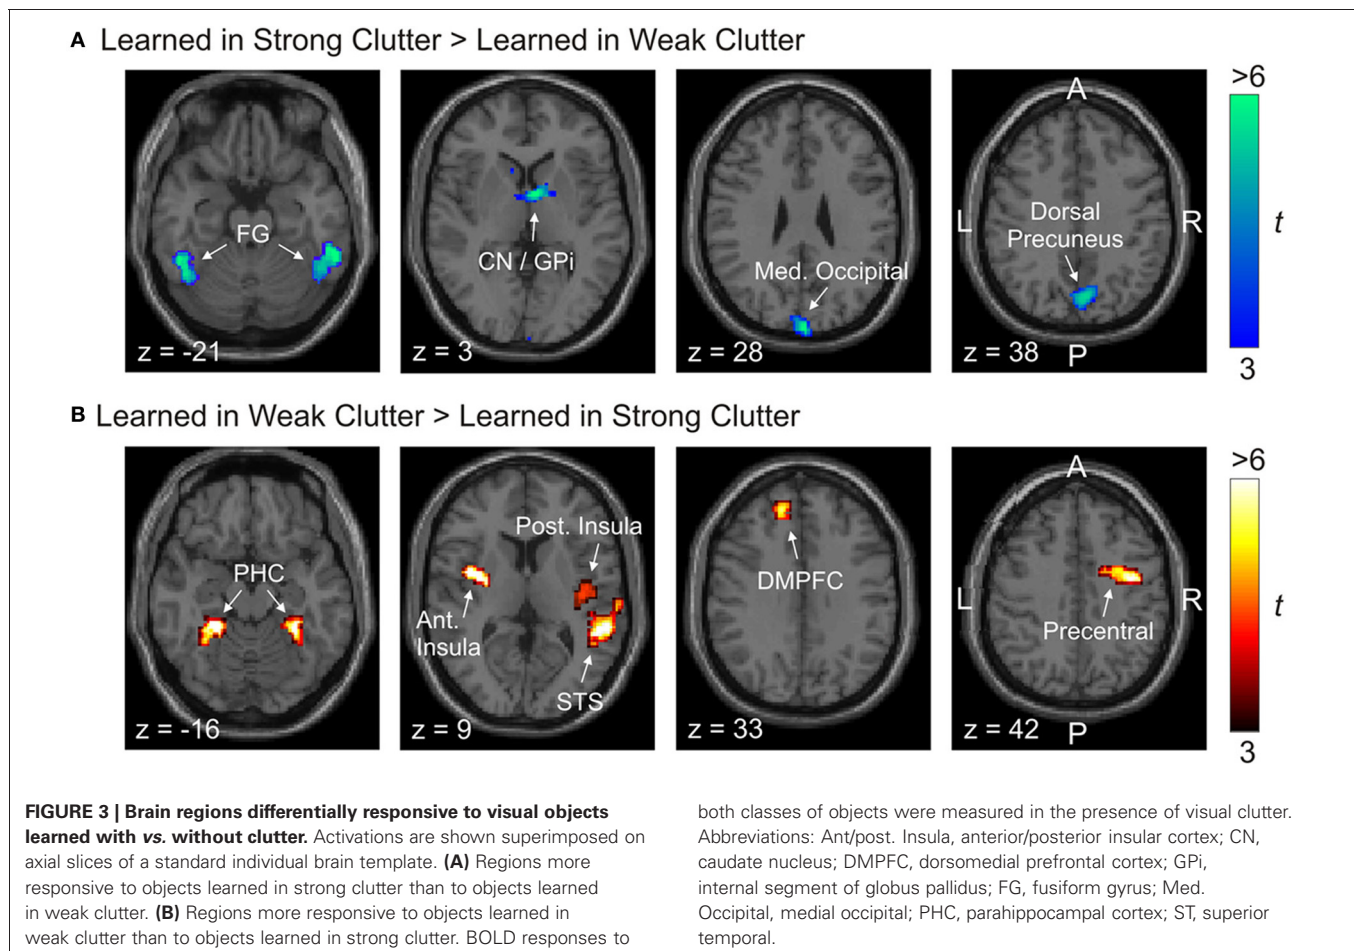 A Learned in Strong Clutter > Learned in Weak Clutter
FG
z = -21
CN / GPi
z = 3
Med. Occipital
z = 28
A
L
Dorsal
Precuneus
R
z = 38
P
>6
t
3
B Learned in Weak Clutter > Learned in Strong Clutter
PHC
z = -16
Post. Insula
Ant.
Insula
STS
z = 9
DMPFC
z = 33
A
L
R
Precentral
z = 42
P
>6
t
3
FIGURE 3 | Brain regions differentially responsive to visual objects
learned with vs. without clutter. Activations are shown superimposed on
axial slices of a standard individual brain template. (A) Regions more
responsive to objects learned in strong clutter than to objects learned
in weak clutter. (B) Regions more responsive to objects learned in
weak clutter than to objects learned in strong clutter. BOLD responses to
both classes of objects were measured in the presence of visual clutter.
Abbreviations: Ant/post. Insula, anterior/posterior insular cortex; CN,
caudate nucleus; DMPFC, dorsomedial prefrontal cortex; GPi,
internal segment of globus pallidus; FG, fusiform gyrus; Med.
Occipital, medial occipital; PHC, parahippocampal cortex; ST, superior
temporal.